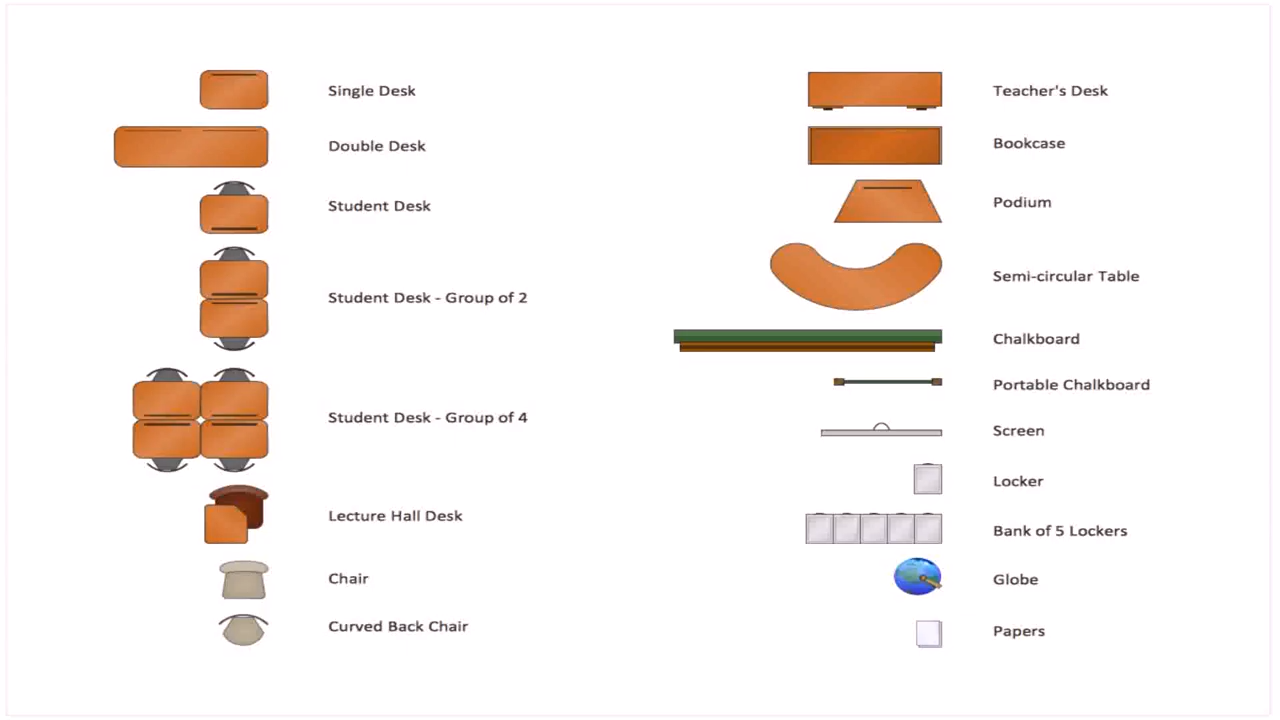 Single Desk
Double Desk
Student Desk
Student Desk - Group of 2
Student Desk - Group of 4
Lecture Hall Desk
Chair
Curved Back Chair
Teacher's Desk
Bookcase
Podium
Semi-circular Table
Chalkboard
Portable Chalkboard
Screen
Locker
Bank of 5 Lockers
Globe
Papers